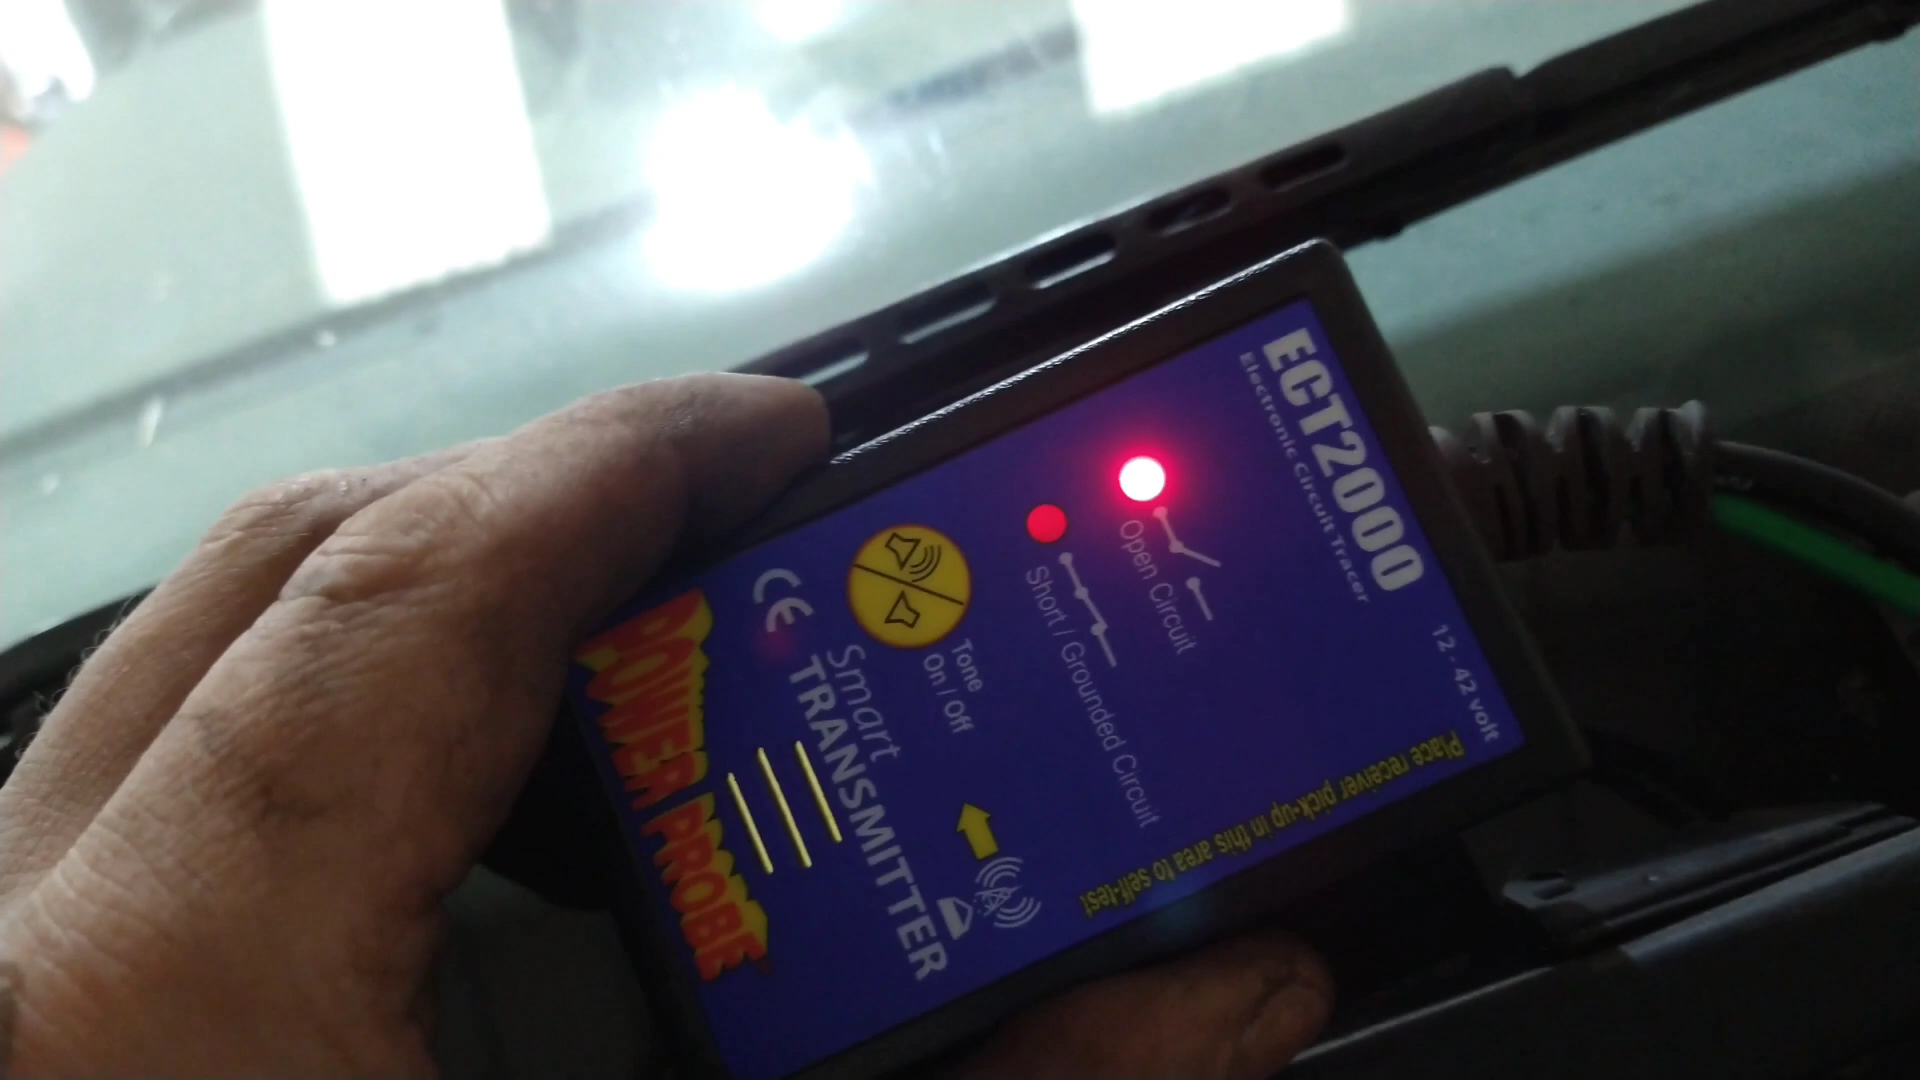 ECT2000
Electronic Circuit Tracer
12 - 42 volt
Open Circuit
Short / Grounded Circuit
Place receiver pick-up in this area to self-test
Tone
On / Off
CE
Smart
TRANSMITTER
POWER PROBE